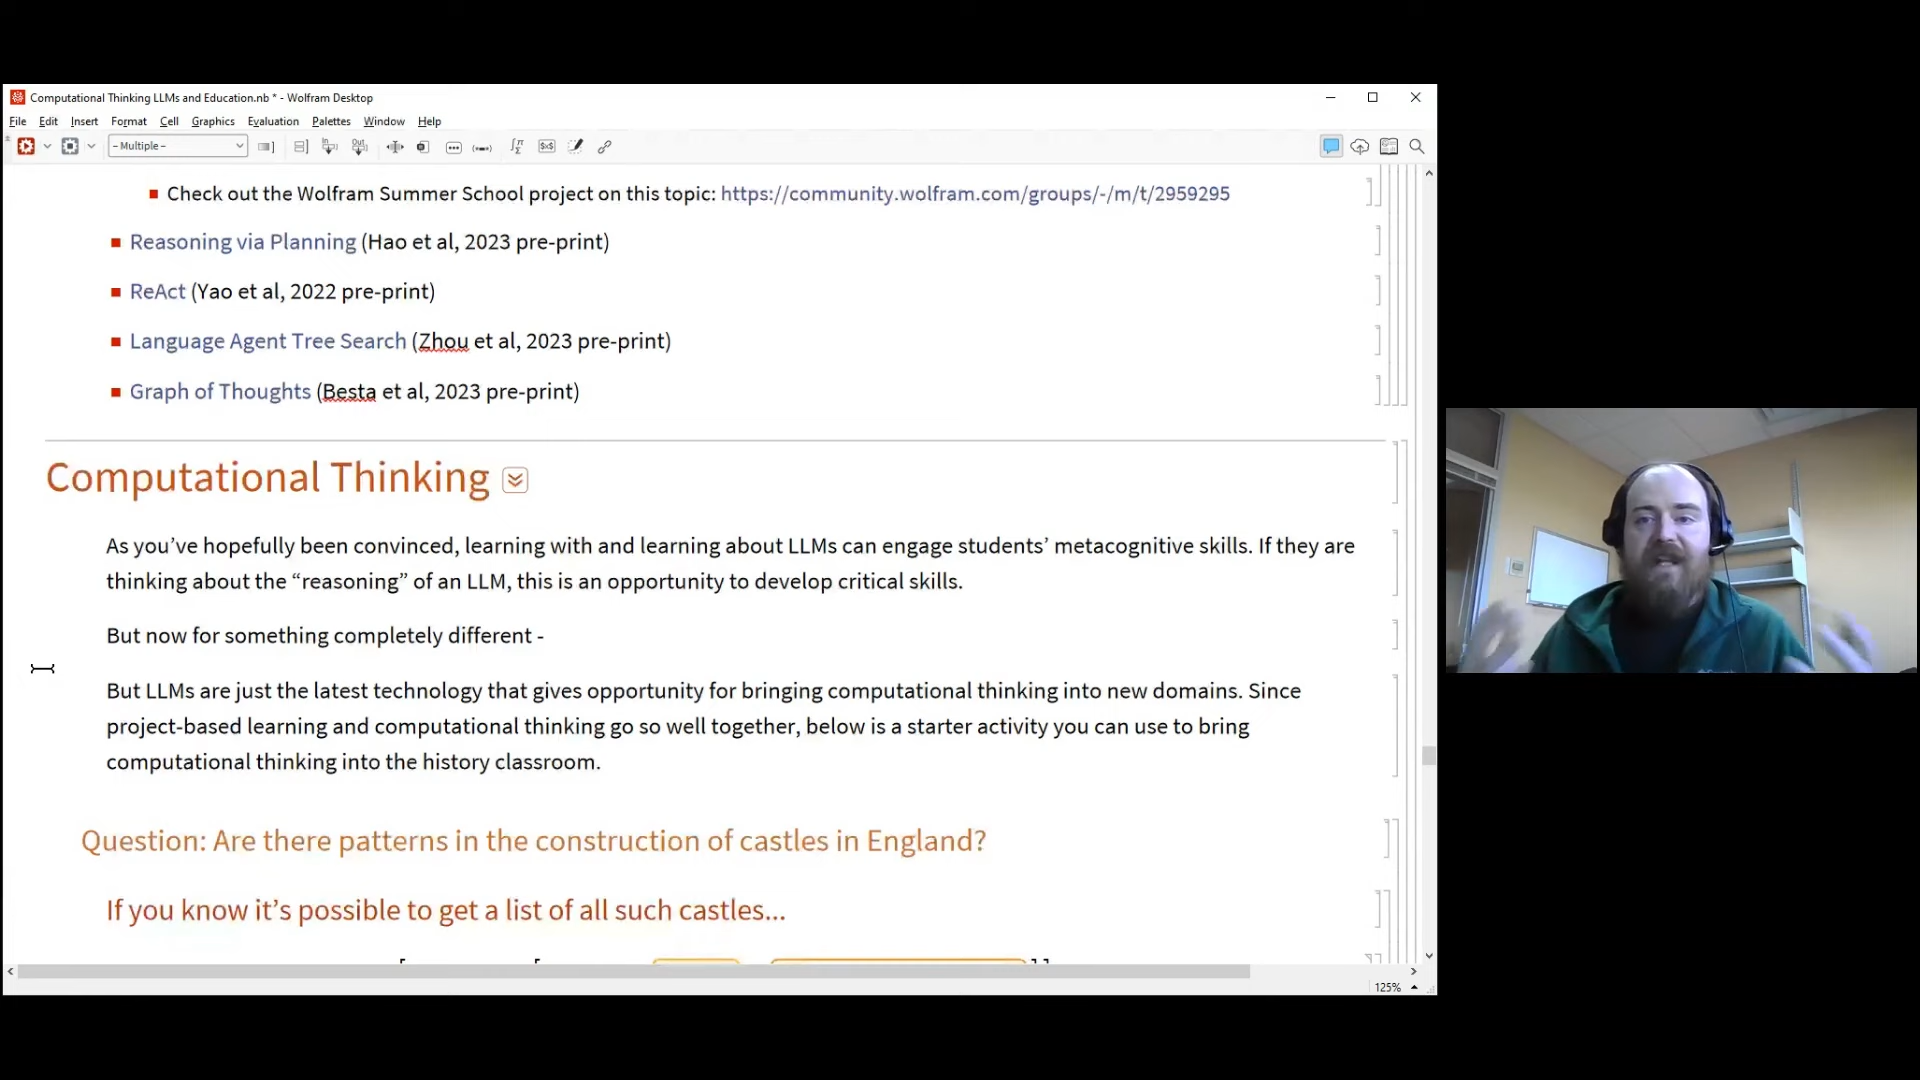 Computational Thinking LLMs and Education.nb * - Wolfram Desktop
File Edit Insert Format Cell Graphics Evaluation Palettes Window Help
- Multiple -
Check out the Wolfram Summer School project on this topic: https://community.wolfram.com/groups/-/m/t/2959295
Reasoning via Planning (Hao et al, 2023 pre-print)
ReAct (Yao et al, 2022 pre-print)
Language Agent Tree Search (Zhou et al, 2023 pre-print)
Graph of Thoughts (Besta et al, 2023 pre-print)
Computational Thinking
As you’ve hopefully been convinced, learning with and learning about LLMs can engage students’ metacognitive skills. If they are
thinking about the “reasoning” of an LLM, this is an opportunity to develop critical skills.
But now for something completely different -
But LLMs are just the latest technology that gives opportunity for bringing computational thinking into new domains. Since
project-based learning and computational thinking go so well together, below is a starter activity you can use to bring
computational thinking into the history classroom.
Question: Are there patterns in the construction of castles in England?
If you know it’s possible to get a list of all such castles...
125%